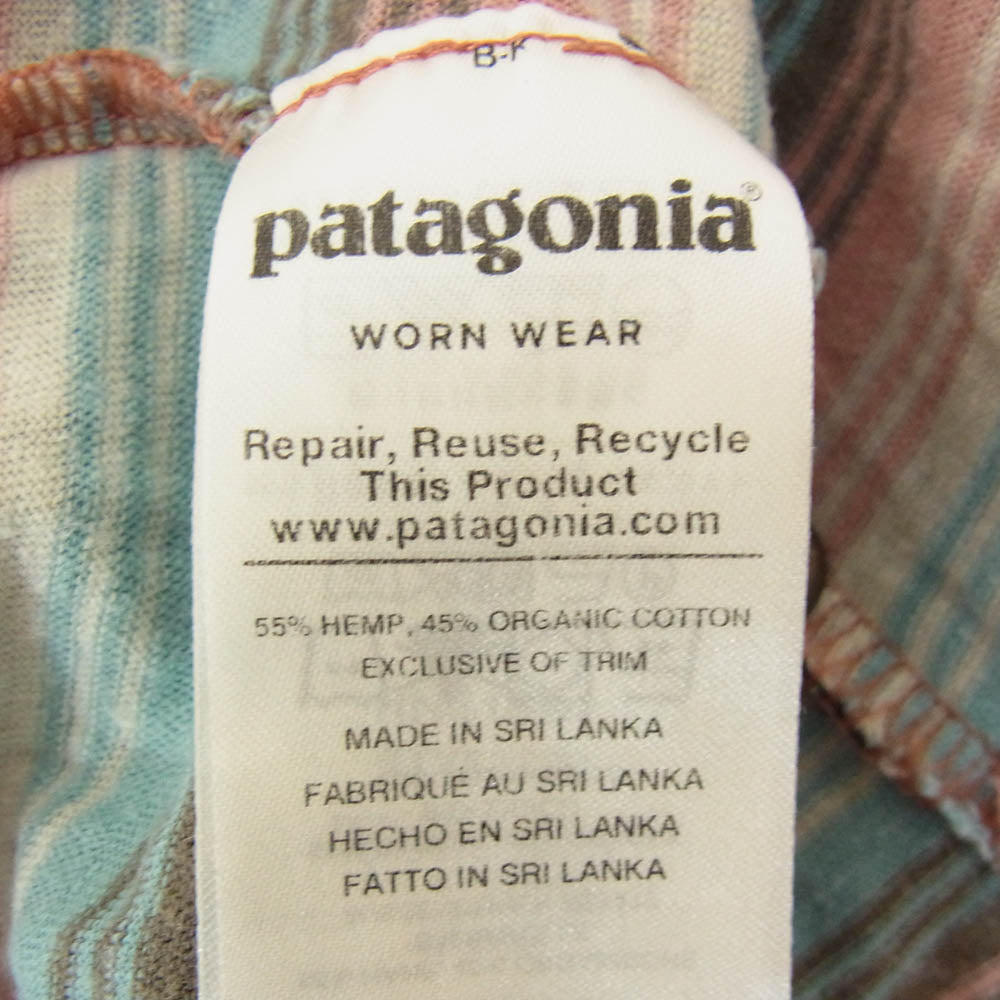 B-
patagonia®
WORN WEAR
Repair, Reuse, Recycle
This Product
www.patagonia.com
55% HEMP, 45% ORGANIC COTTON
EXCLUSIVE OF TRIM
MADE IN SRI LANKA
FABRIQUÉ AU SRI LANKA
HECHO EN SRI LANKA
FATTO IN SRI LANKA